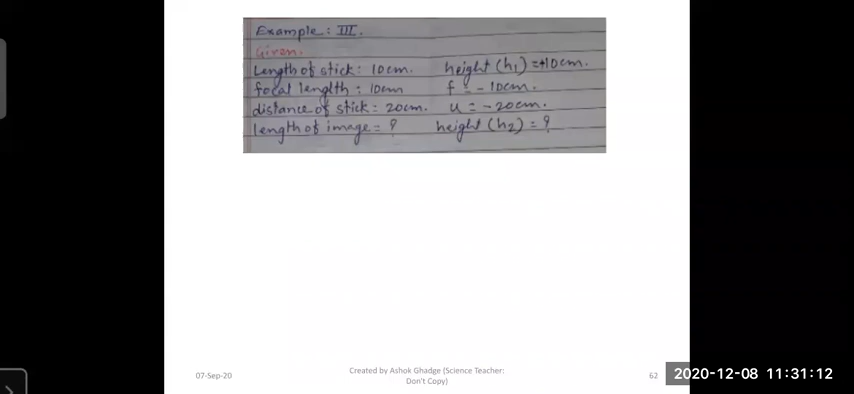 Example: III.
Given.
Length of stick: 10cm. height (h1) = +10cm.
focal lenglth: 10cm f = - 10cm.
distance of stick: 20cm. u = - 20cm.
length of image = ? height (h2) = ?
07-Sep-20
Created by Ashok Ghadge (Science Teacher:
Don't Copy)
62
2020-12-08 11:31:12